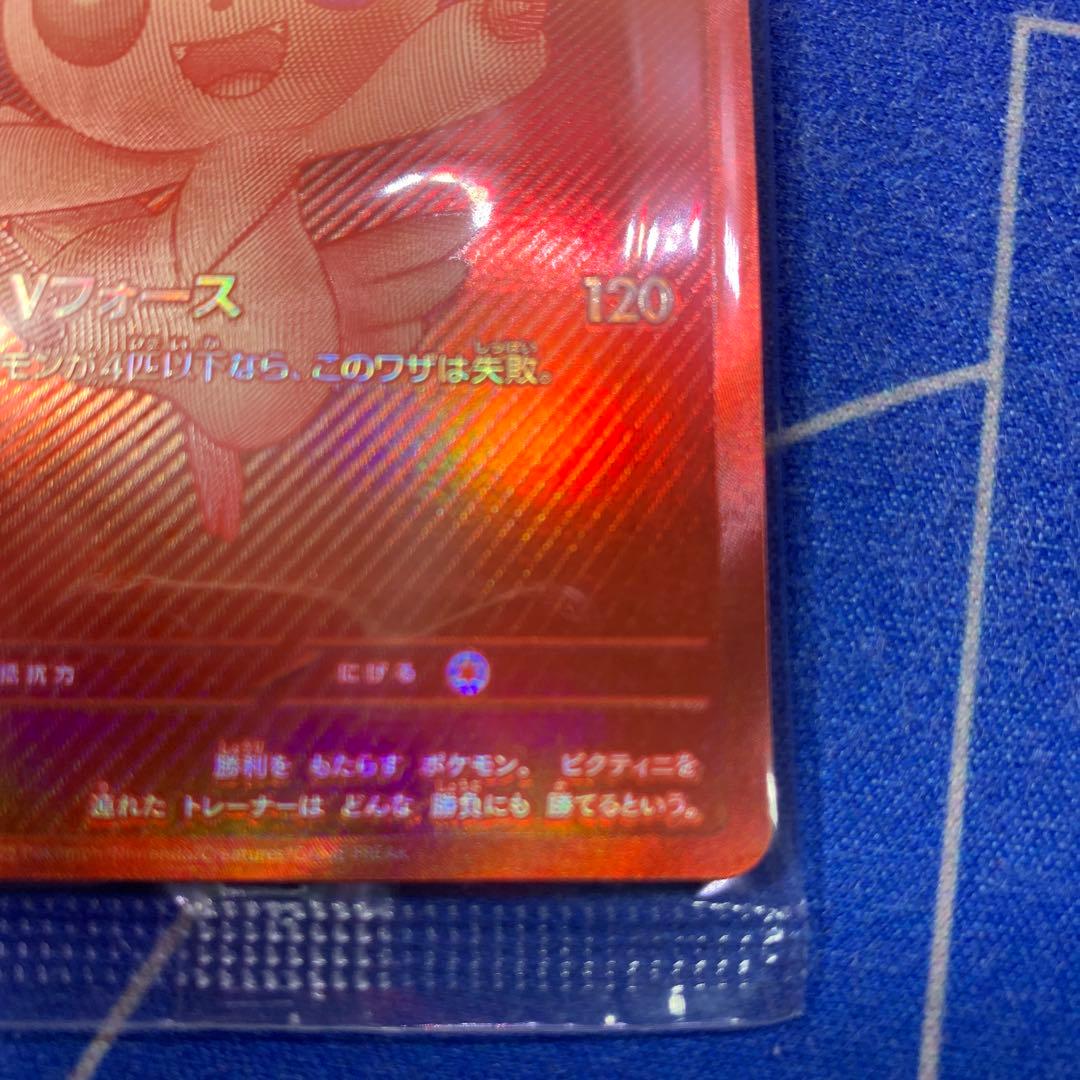 Vフォース 120
モンが4匹以下なら、このワザは失敗。
抵抗力 にげる
勝利を もたらす ポケモン。 ビクティニを
連れた トレーナーは どんな 勝負にも 勝てるという。